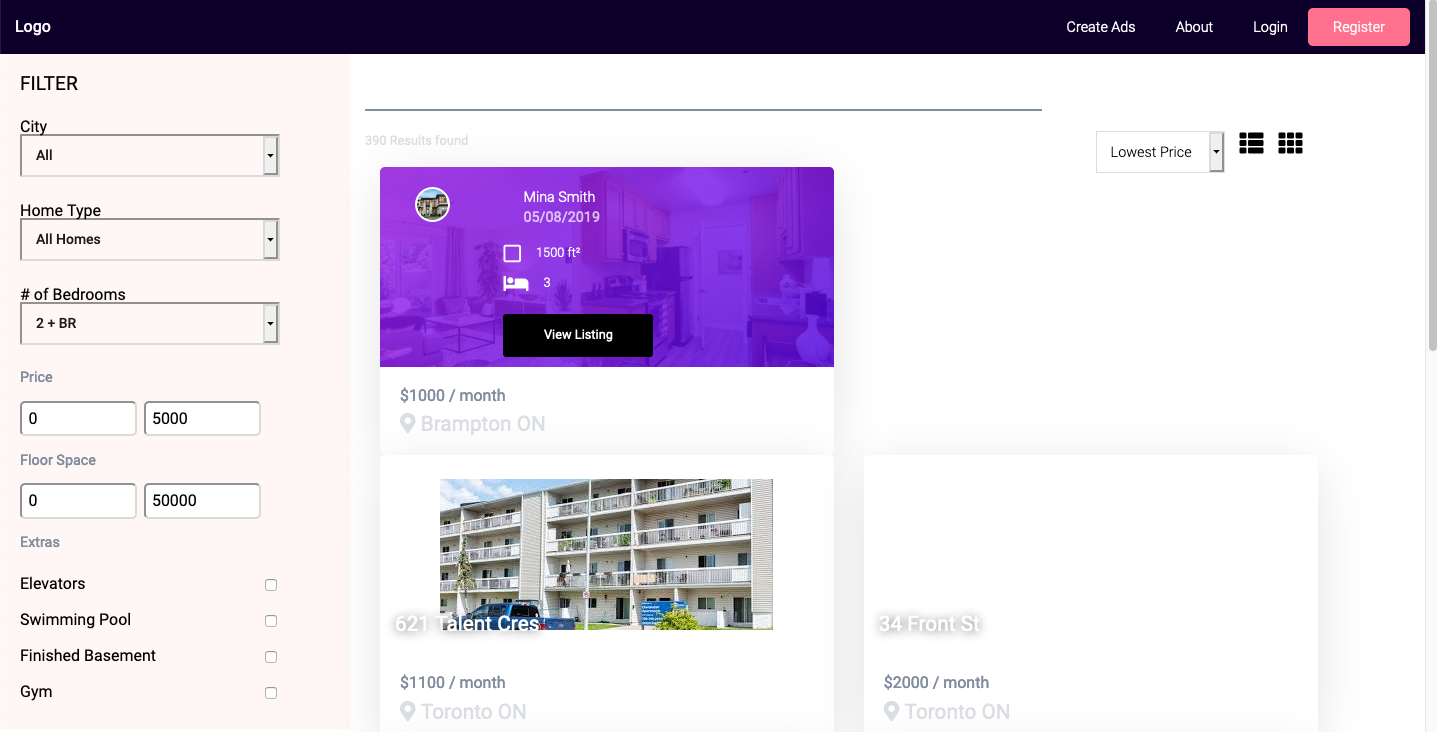 Logo
Create Ads
About
Login
Register
FILTER
City
All
Home Type
All Homes
# of Bedrooms
2 + BR
Price
0
5000
Floor Space
0
50000
Extras
Elevators
Swimming Pool
Finished Basement
Gym
390 Results found
Lowest Price
Mina Smith
05/08/2019
1500 ft²
3
View Listing
$1000 / month
Brampton ON
621 Talent Cres
$1100 / month
Toronto ON
34 Front St
$2000 / month
Toronto ON